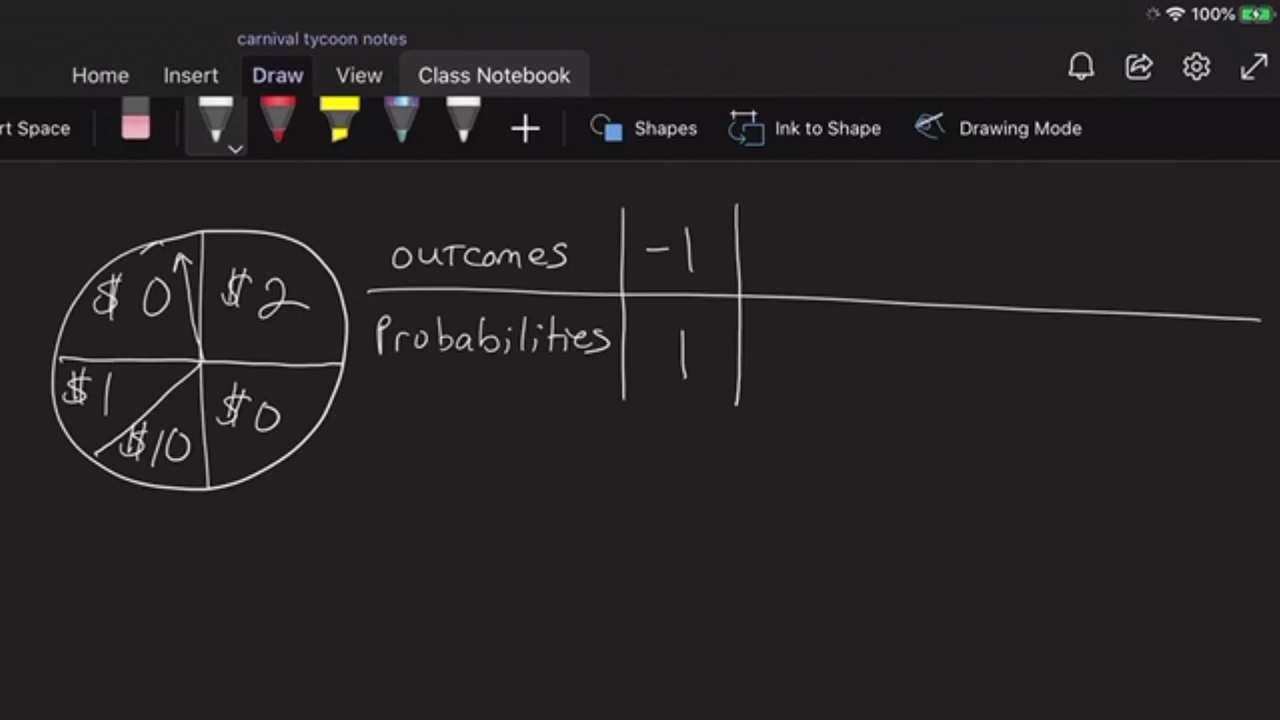 100%
carnival tycoon notes
Home Insert Draw View Class Notebook
rt Space Shapes Ink to Shape Drawing Mode
$0 $2
$1 $10 $0
outcomes -1
Probabilities 1